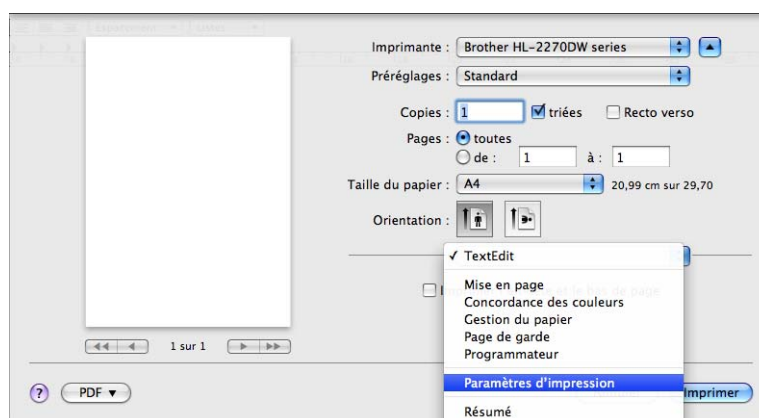 Imprimante : Brother HL-2270DW series
Préréglages : Standard
Copies : 1 triées Recto verso
Pages : toutes
de : 1 à : 1
Taille du papier : A4 20,99 cm sur 29,70
Orientation :
✓ TextEdit
Mise en page
Concordance des couleurs
Gestion du papier
Page de garde
Programmateur
Paramètres d'impression
Résumé
1 sur 1
? PDF ▼
Imprimer